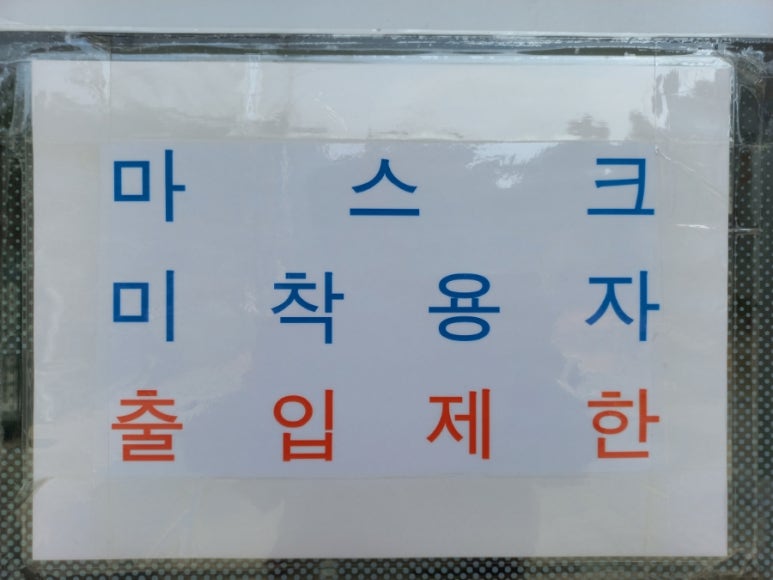 마 스 크
미 착 용 자
출 입 제 한